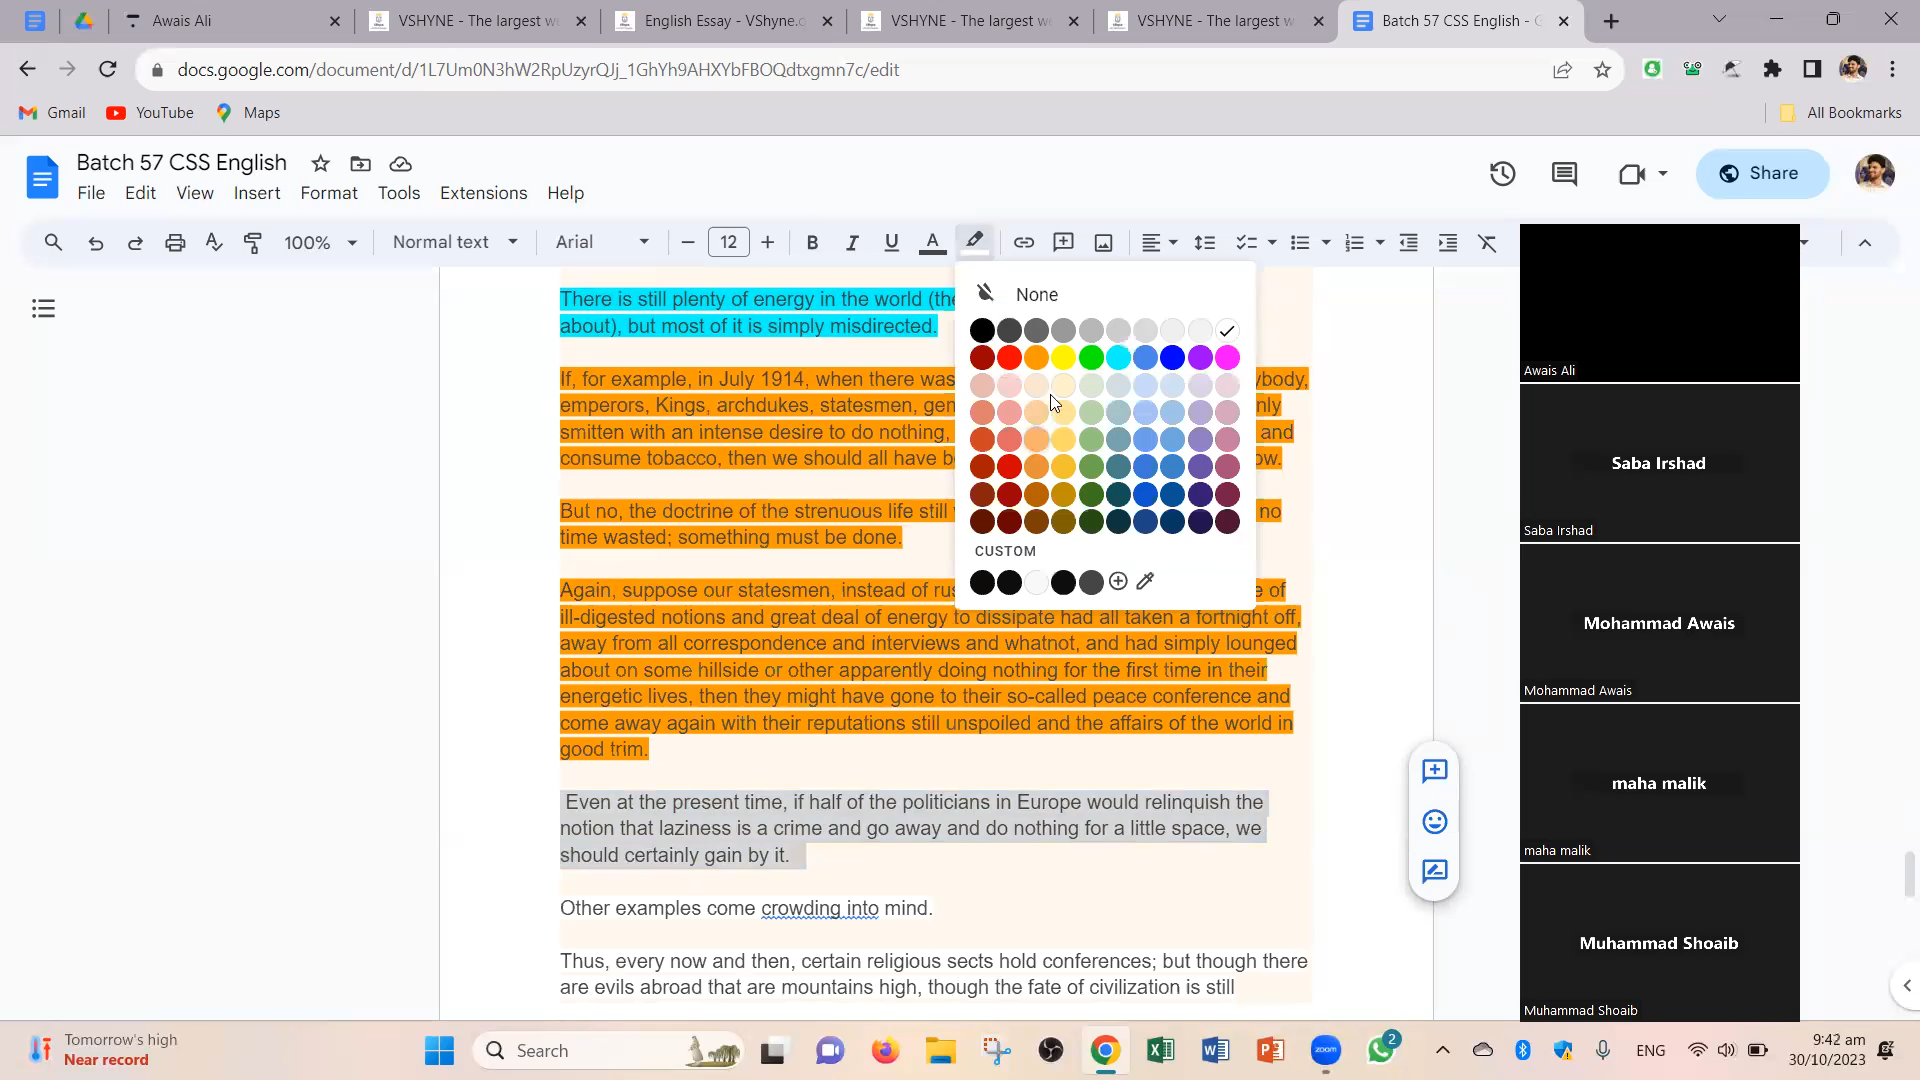 Awais Ali
VSHYNE - The largest w
English Essay - VShyne.
VSHYNE - The largest w
VSHYNE - The largest w
Batch 57 CSS English - G
docs.google.com/document/d/1L7Um0N3hW2RpUzyrQJj_1GhYh9AHXYbFBOQdtxgmn7c/edit
Gmail
YouTube
Maps
All Bookmarks
Batch 57 CSS English
File Edit View Insert Format Tools Extensions Help
Share
100%
Normal text
Arial
12
None
CUSTOM
There is still plenty of energy in the world (the
about), but most of it is simply misdirected.
If, for example, in July 1914, when there was ybody,
emperors, Kings, archdukes, statesmen, gen nly
smitten with an intense desire to do nothing, and
consume tobacco, then we should all have b ow.
But no, the doctrine of the strenuous life still no
time wasted; something must be done.
Again, suppose our statesmen, instead of rus e of
ill-digested notions and great deal of energy to dissipate had all taken a fortnight off,
away from all correspondence and interviews and whatnot, and had simply lounged
about on some hillside or other apparently doing nothing for the first time in their
energetic lives, then they might have gone to their so-called peace conference and
come away again with their reputations still unspoiled and the affairs of the world in
good trim.
Even at the present time, if half of the politicians in Europe would relinquish the
notion that laziness is a crime and go away and do nothing for a little space, we
should certainly gain by it.
Other examples come crowding into mind.
Thus, every now and then, certain religious sects hold conferences; but though there
are evils abroad that are mountains high, though the fate of civilization is still
Awais Ali
Saba Irshad
Saba Irshad
Mohammad Awais
Mohammad Awais
maha malik
maha malik
Muhammad Shoaib
Muhammad Shoaib
Tomorrow's high
Near record
Search
zoom
2
ENG
9:42 am
30/10/2023